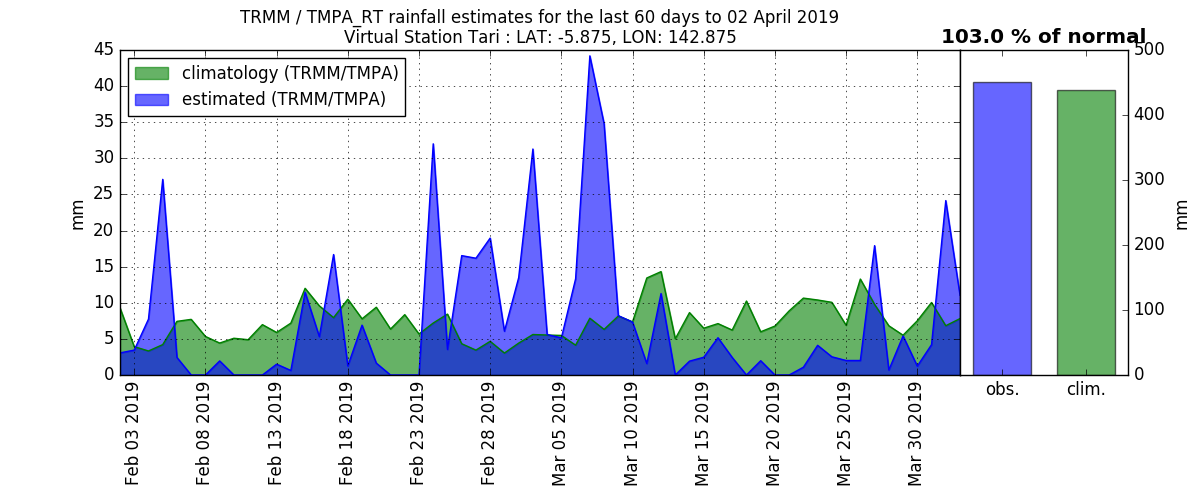 TRMM / TMPA_RT rainfall estimates for the last 60 days to 02 April 2019
Virtual Station Tari : LAT: -5.875, LON: 142.875
103.0 % of normal
climatology (TRMM/TMPA)
estimated (TRMM/TMPA)
45
40
35
30
25
20
15
10
5
0
mm
Feb 03 2019
Feb 08 2019
Feb 13 2019
Feb 18 2019
Feb 23 2019
Feb 28 2019
Mar 05 2019
Mar 10 2019
Mar 15 2019
Mar 20 2019
Mar 25 2019
Mar 30 2019
obs.
clim.
500
400
300
200
100
0
mm